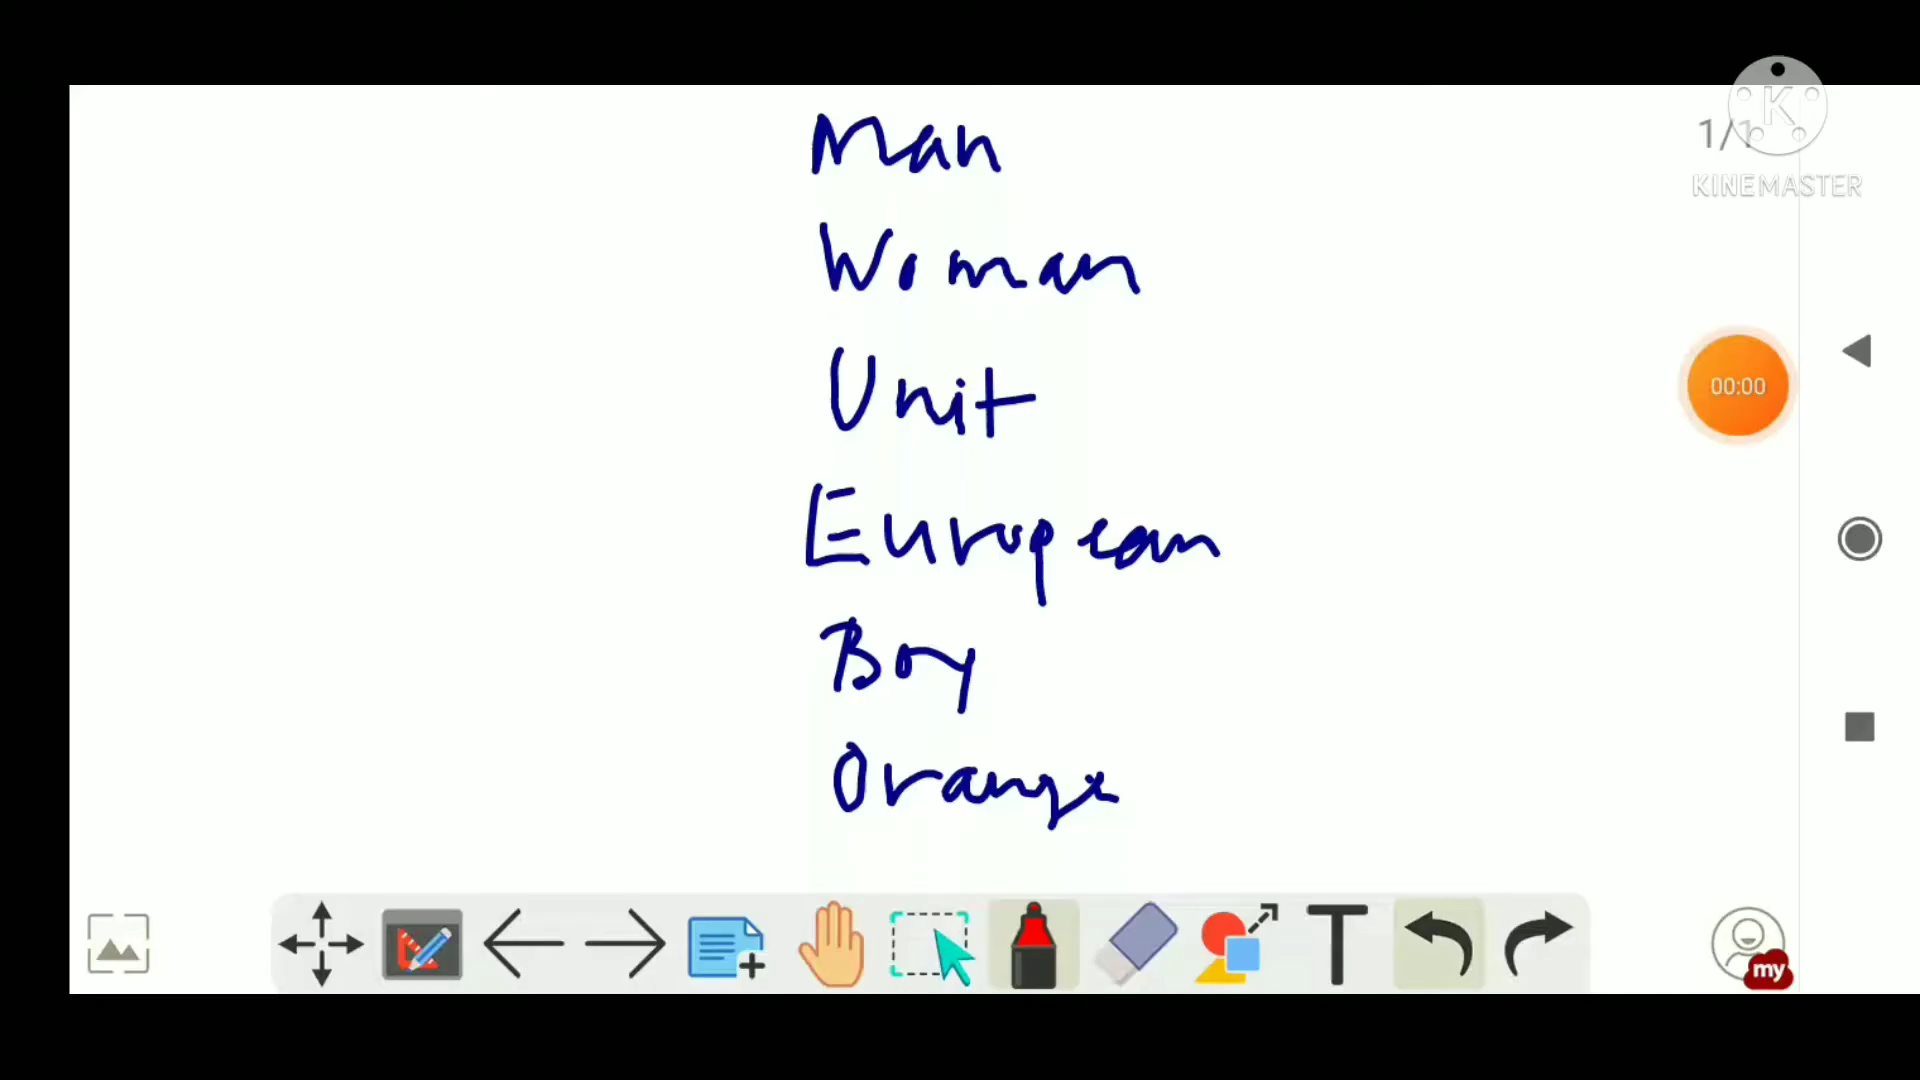 Man
1/1
KINEMASTER
Woman
Unit
00:00
European
Boy
Orange
my